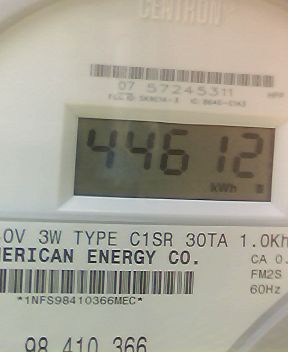 CENTRON
07 57245311
44612
kWh
0V 3W TYPE C1SR 30TA 1.0Kh
MERICAN ENERGY CO.
CA 0.
FM2S
60Hz
*1NFS98410366MEC*
98 410 366